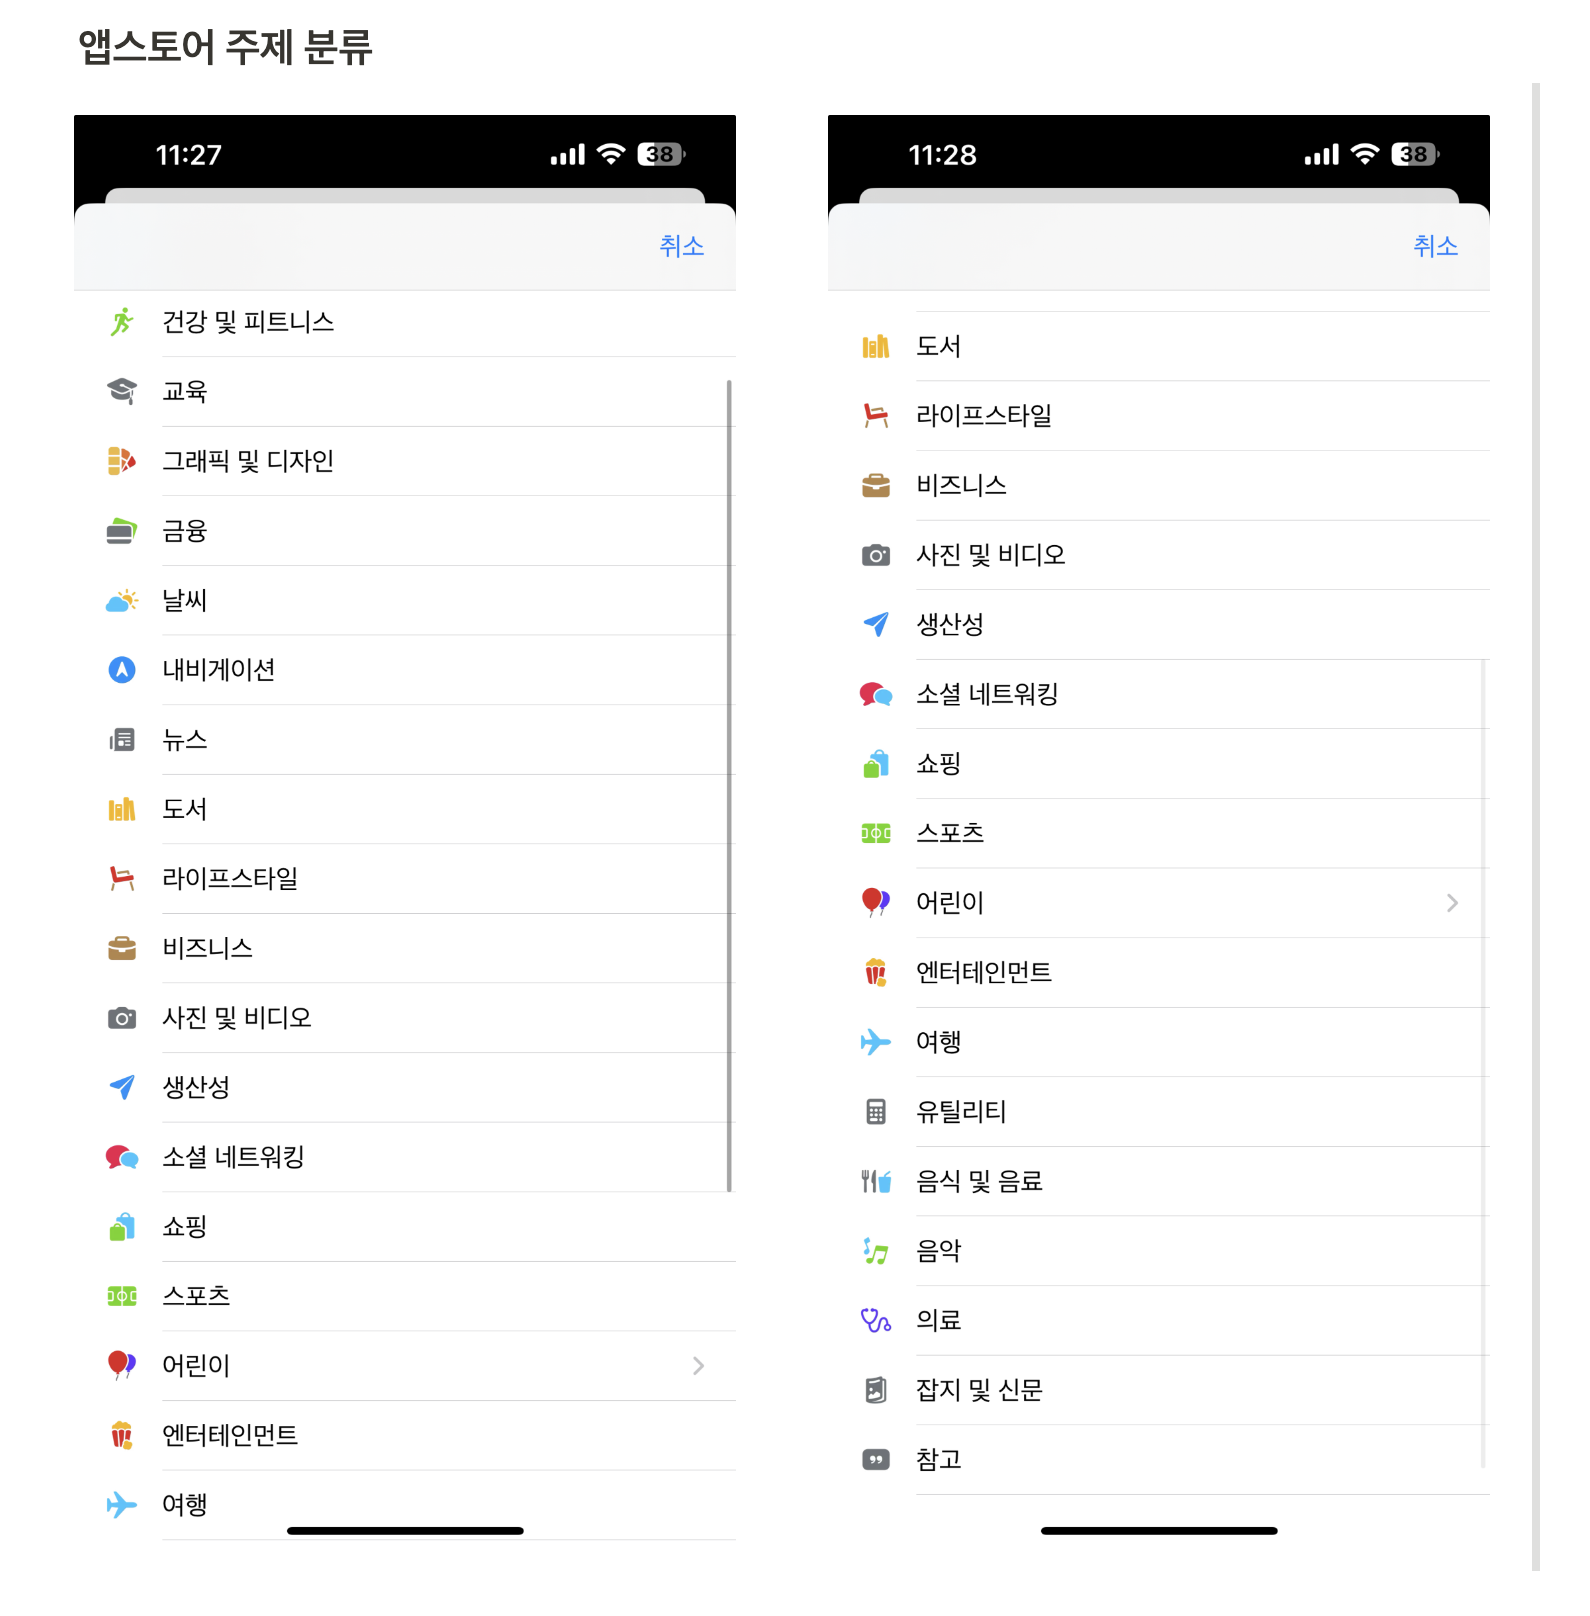 앱스토어 주제 분류
11:27
38
취소
건강 및 피트니스
교육
그래픽 및 디자인
금융
날씨
내비게이션
뉴스
도서
라이프스타일
비즈니스
사진 및 비디오
생산성
소셜 네트워킹
쇼핑
스포츠
어린이
엔터테인먼트
여행
11:28
38
취소
도서
라이프스타일
비즈니스
사진 및 비디오
생산성
소셜 네트워킹
쇼핑
스포츠
어린이
엔터테인먼트
여행
유틸리티
음식 및 음료
음악
의료
잡지 및 신문
참고